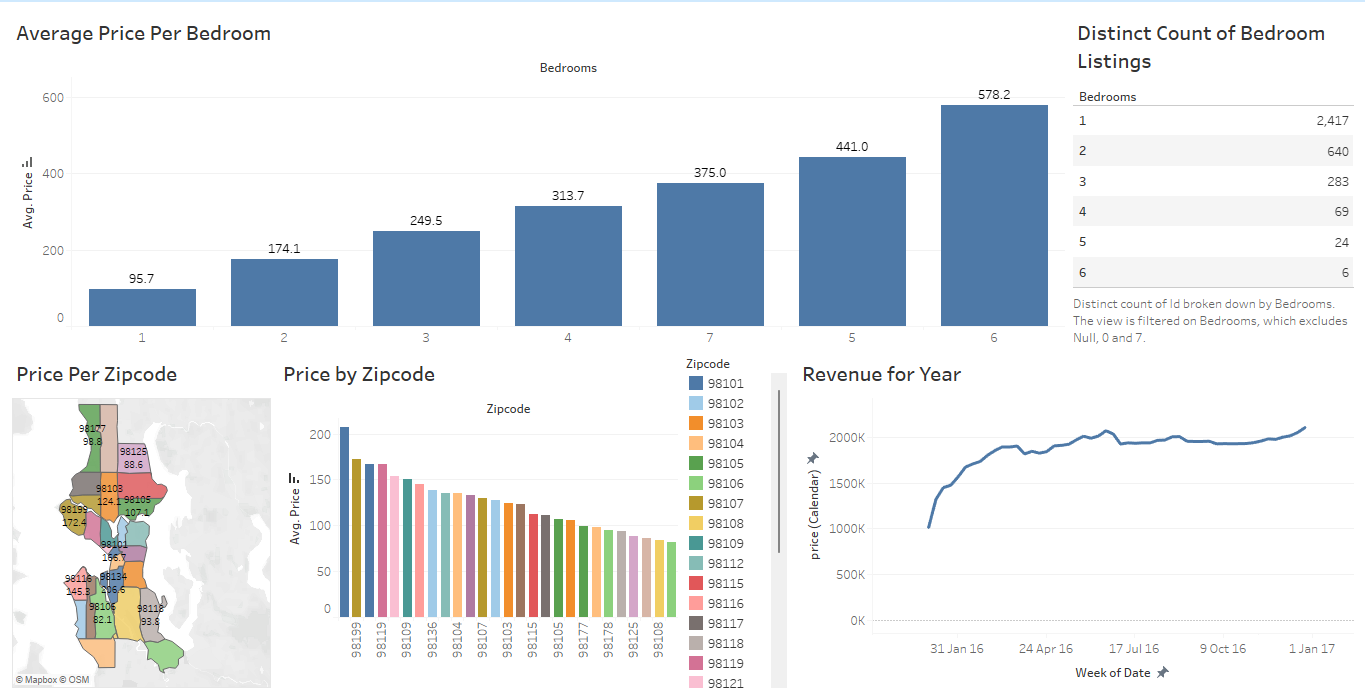 Average Price Per Bedroom
Bedrooms
Avg. Price
600
400
200
0
95.7
174.1
249.5
313.7
375.0
441.0
578.2
1
2
3
4
7
5
6
Distinct Count of Bedroom
Listings
Bedrooms
1 2,417
2 640
3 283
4 69
5 24
6 6
Distinct count of Id broken down by Bedrooms.
The view is filtered on Bedrooms, which excludes
Null, 0 and 7.
Price Per Zipcode
98177
98.8
98125
88.6
98103
124.1
98105
107.1
98199
172.4
98101
166.7
98116
145.3
98134
206.6
98106
82.1
98118
93.8
© Mapbox © OSM
Price by Zipcode
Zipcode
Avg. Price
200
150
100
50
0
98199
98119
98109
98136
98104
98107
98103
98115
98105
98177
98178
98125
98108
Zipcode
98101
98102
98103
98104
98105
98106
98107
98108
98109
98112
98115
98116
98117
98118
98119
98121
Revenue for Year
price (Calendar)
2000K
1500K
1000K
500K
0K
31 Jan 16
24 Apr 16
17 Jul 16
9 Oct 16
1 Jan 17
Week of Date